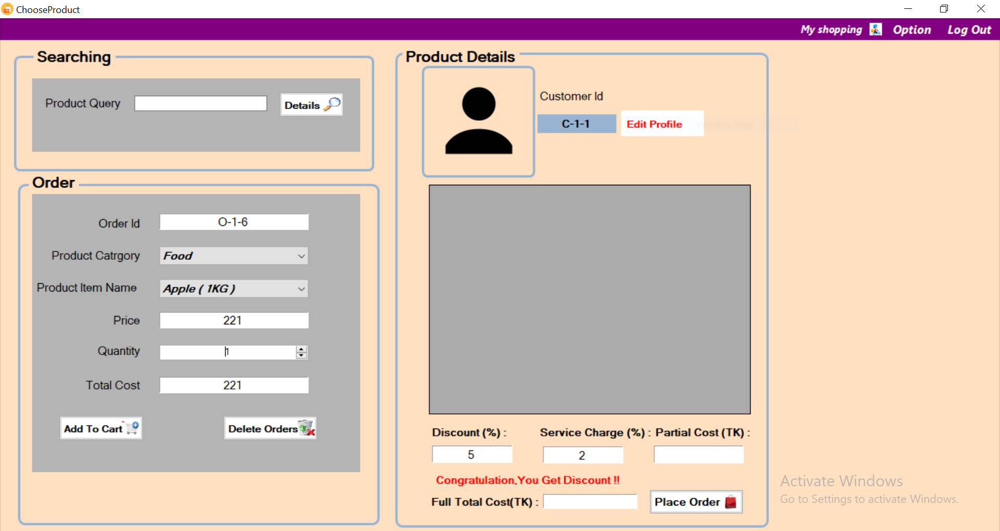 ChooseProduct
My shopping Option Log Out
Searching
Product Query
Details
Order
Order Id O-1-6
Product Catrgory Food
Product Item Name Apple ( 1KG )
Price 221
Quantity 1
Total Cost 221
Add To Cart Delete Orders
Product Details
Customer Id
C-1-1 Edit Profile Window Snip
Discount (%) : Service Charge (%) : Partial Cost (TK) :
5 2
Congratulation,You Get Discount !!
Full Total Cost(TK) : Place Order
Activate Windows
Go to Settings to activate Windows.